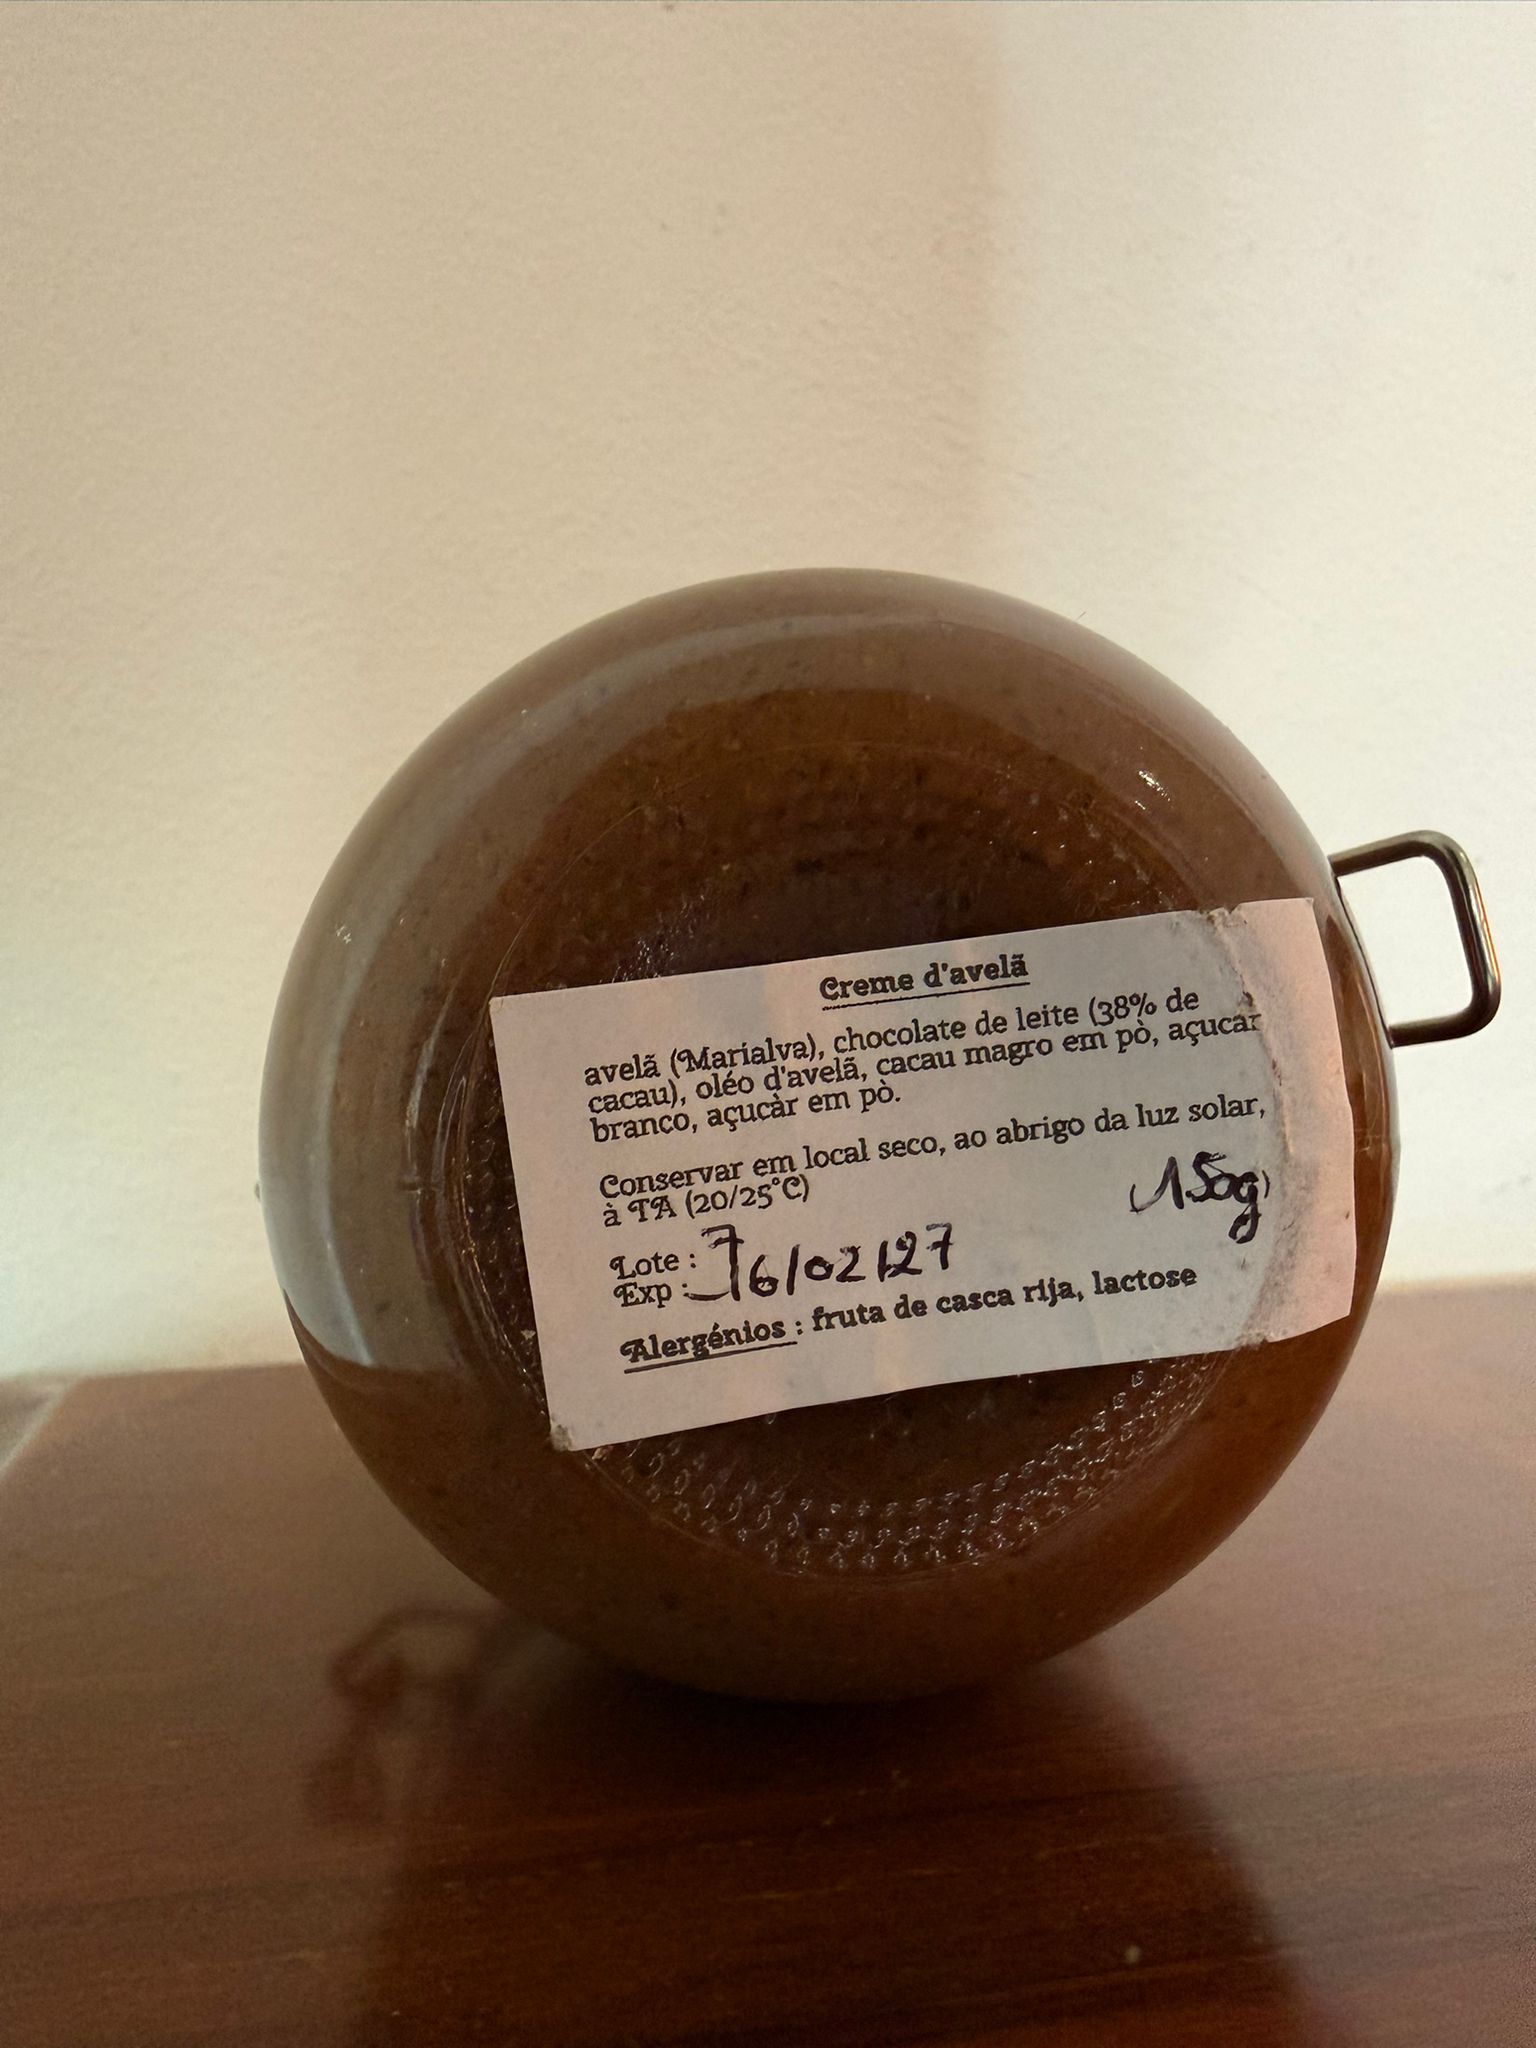 Creme d'avelã
avelã (Marialva), chocolate de leite (38% de
cacau), oléo d'avelã, cacau magro em pò, açucar
branco, açucàr em pò.
Conservar em local seco, ao abrigo da luz solar,
à TA (20/25°C)
(150g)
Lote : 7
Exp : 16/02/27
Alergénios : fruta de casca rija, lactose